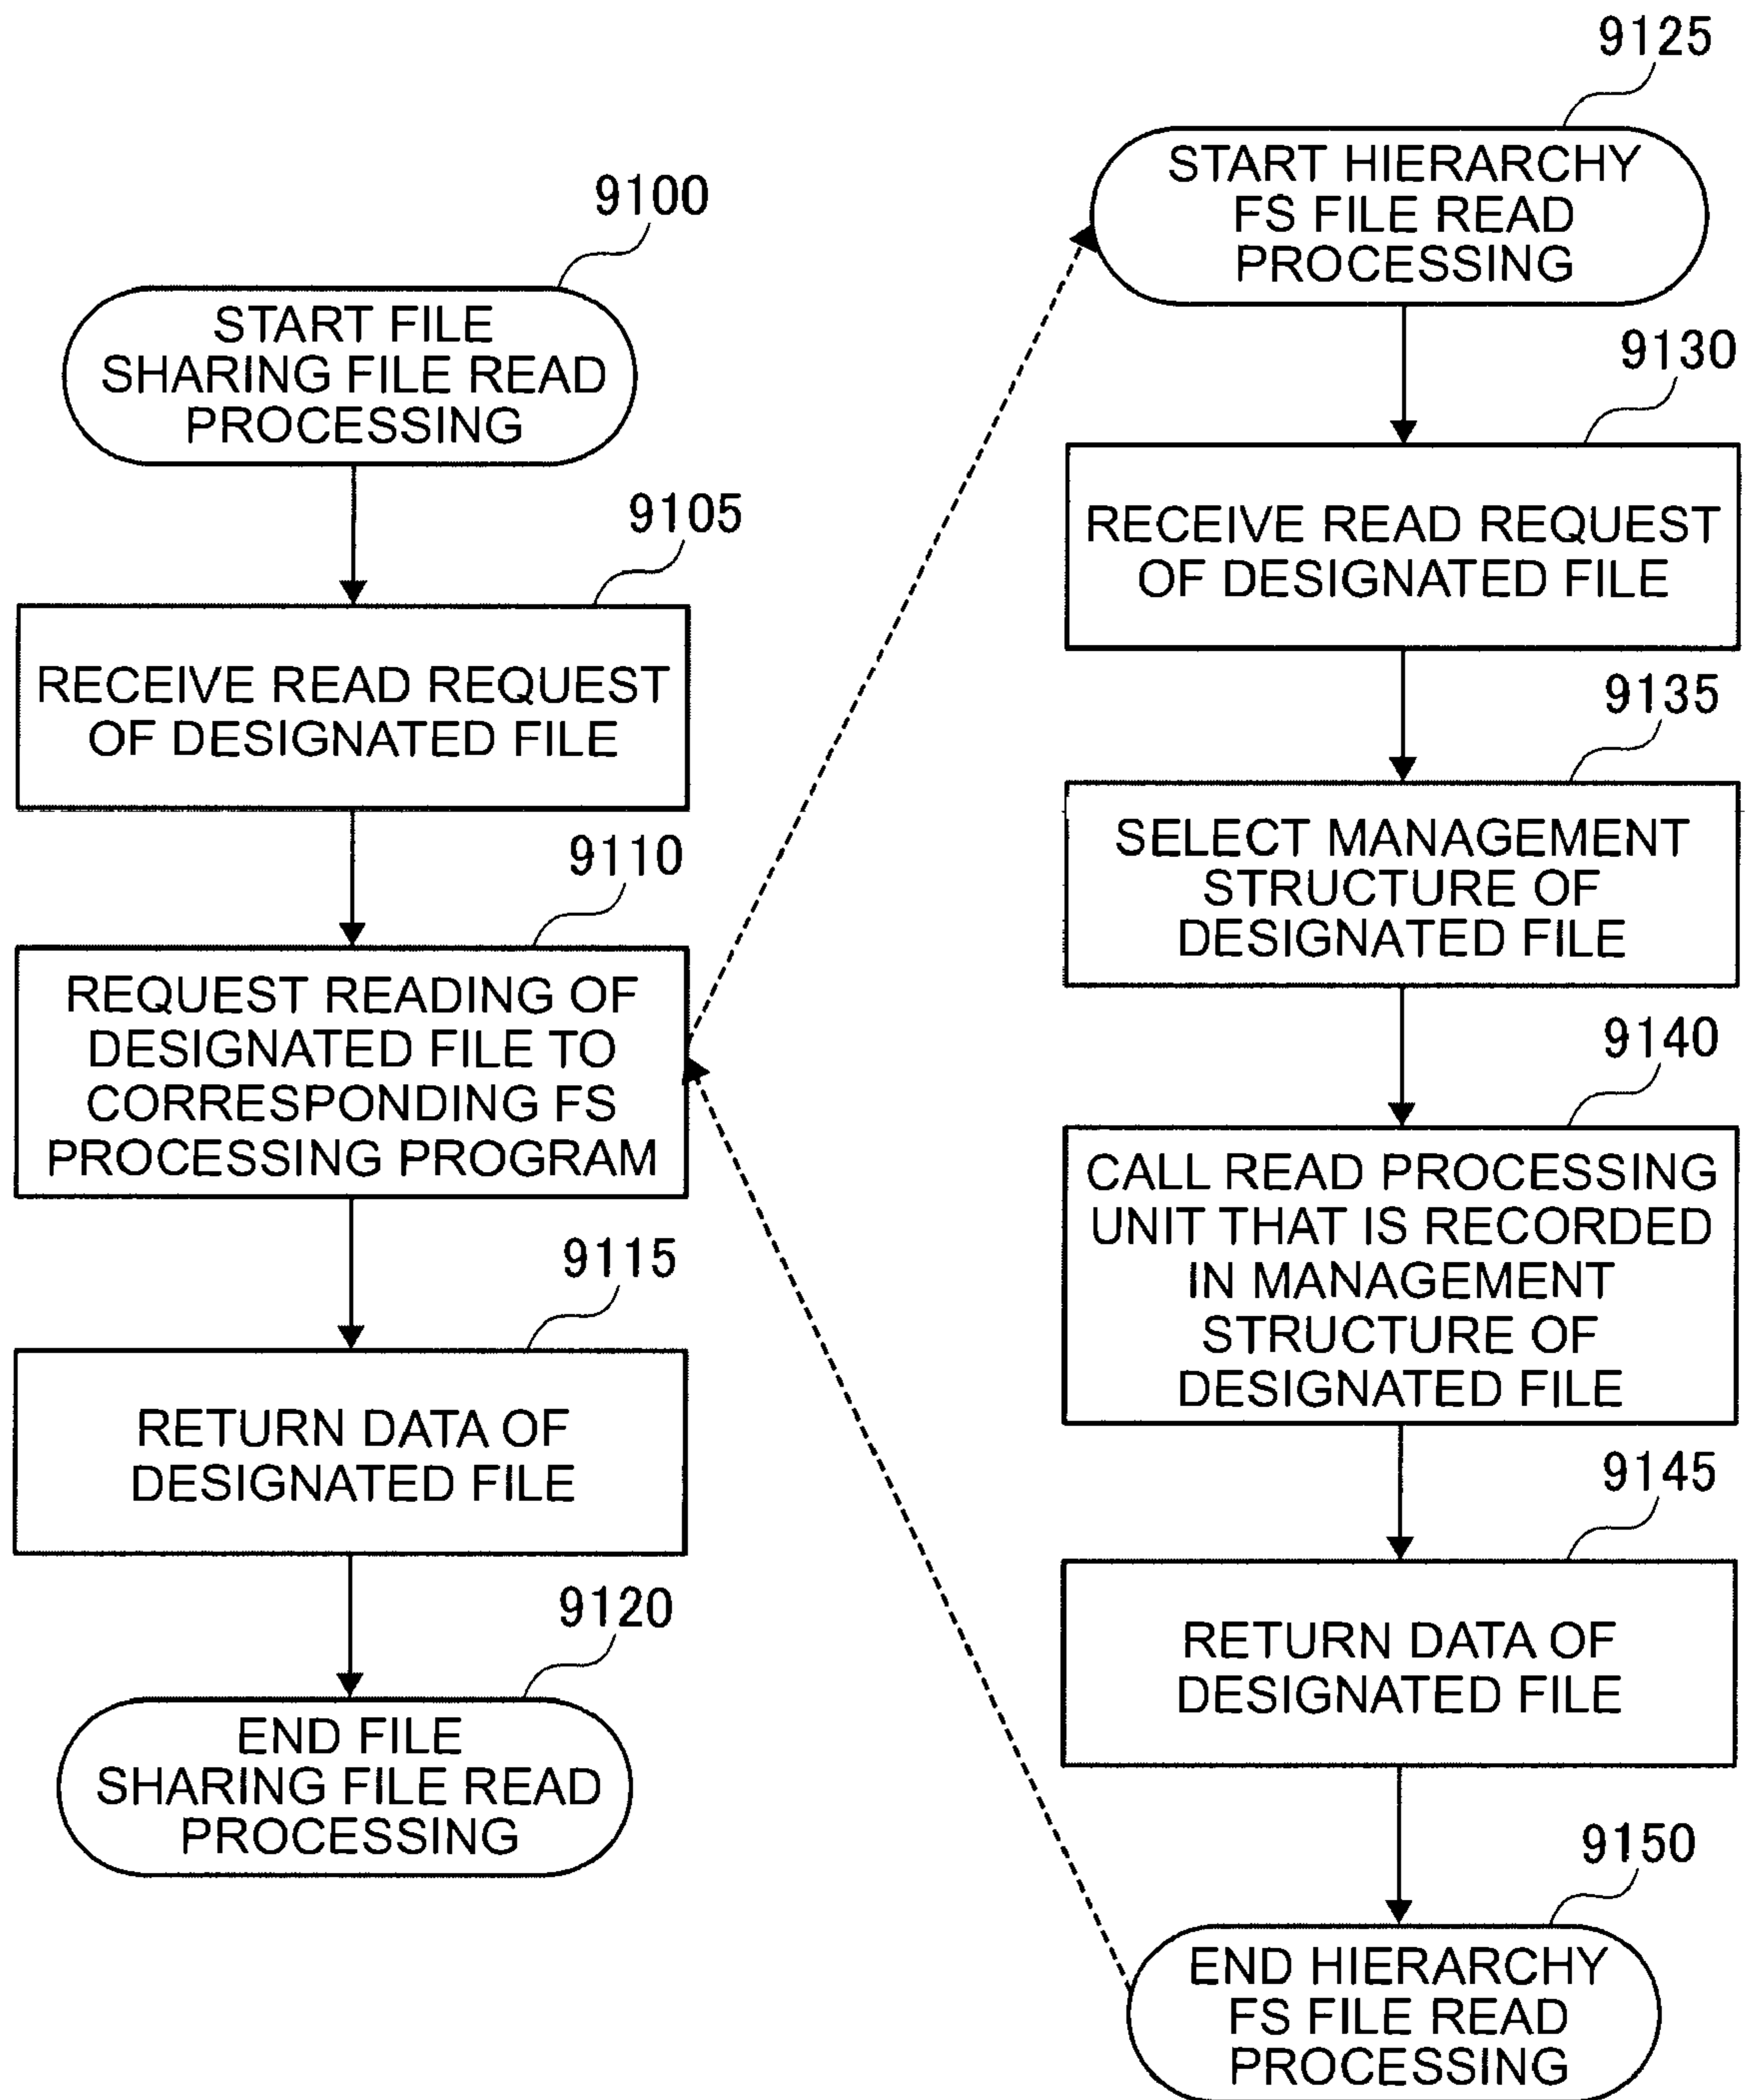 9100
START FILE
SHARING FILE READ
PROCESSING
9105
RECEIVE READ REQUEST
OF DESIGNATED FILE
9110
REQUEST READING OF
DESIGNATED FILE TO
CORRESPONDING FS
PROCESSING PROGRAM
9115
RETURN DATA OF
DESIGNATED FILE
9120
END FILE
SHARING FILE READ
PROCESSING
9125
START HIERARCHY
FS FILE READ
PROCESSING
9130
RECEIVE READ REQUEST
OF DESIGNATED FILE
9135
SELECT MANAGEMENT
STRUCTURE OF
DESIGNATED FILE
9140
CALL READ PROCESSING
UNIT THAT IS RECORDED
IN MANAGEMENT
STRUCTURE OF
DESIGNATED FILE
9145
RETURN DATA OF
DESIGNATED FILE
9150
END HIERARCHY
FS FILE READ
PROCESSING